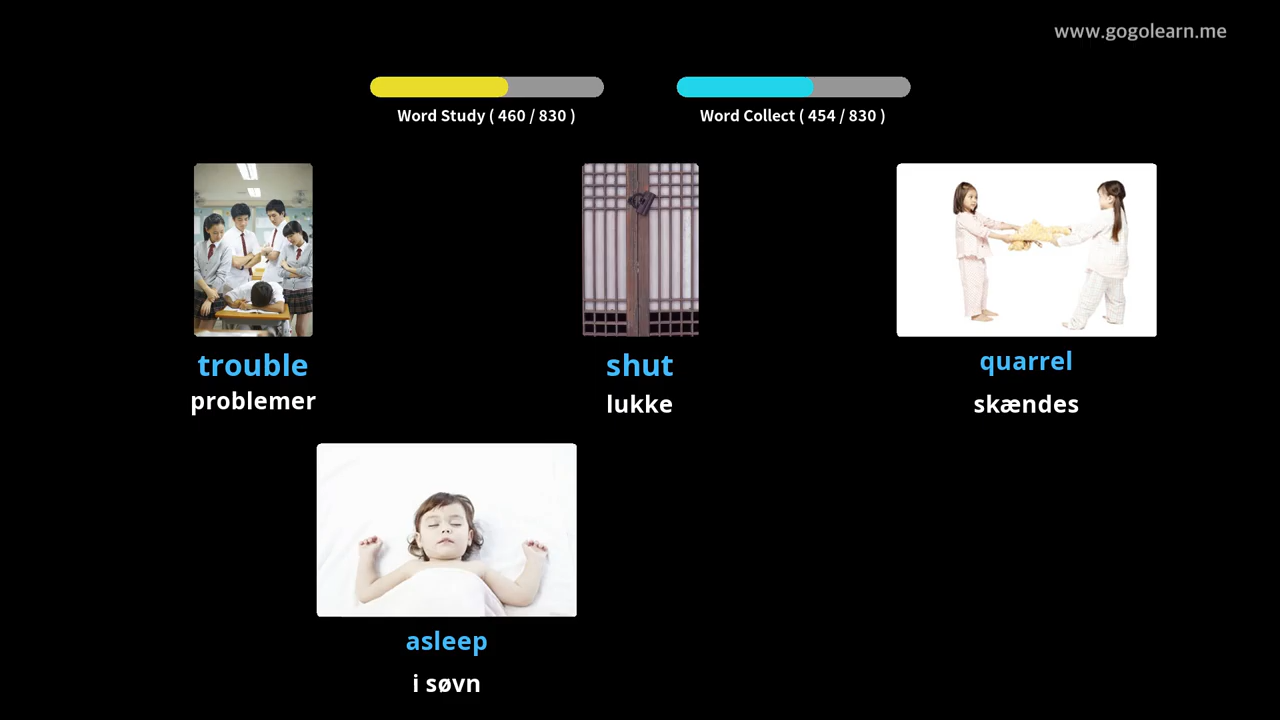 www.gogolearn.me
Word Study ( 460 / 830 )
Word Collect ( 454 / 830 )
trouble
problemer
shut
lukke
quarrel
skændes
asleep
i søvn